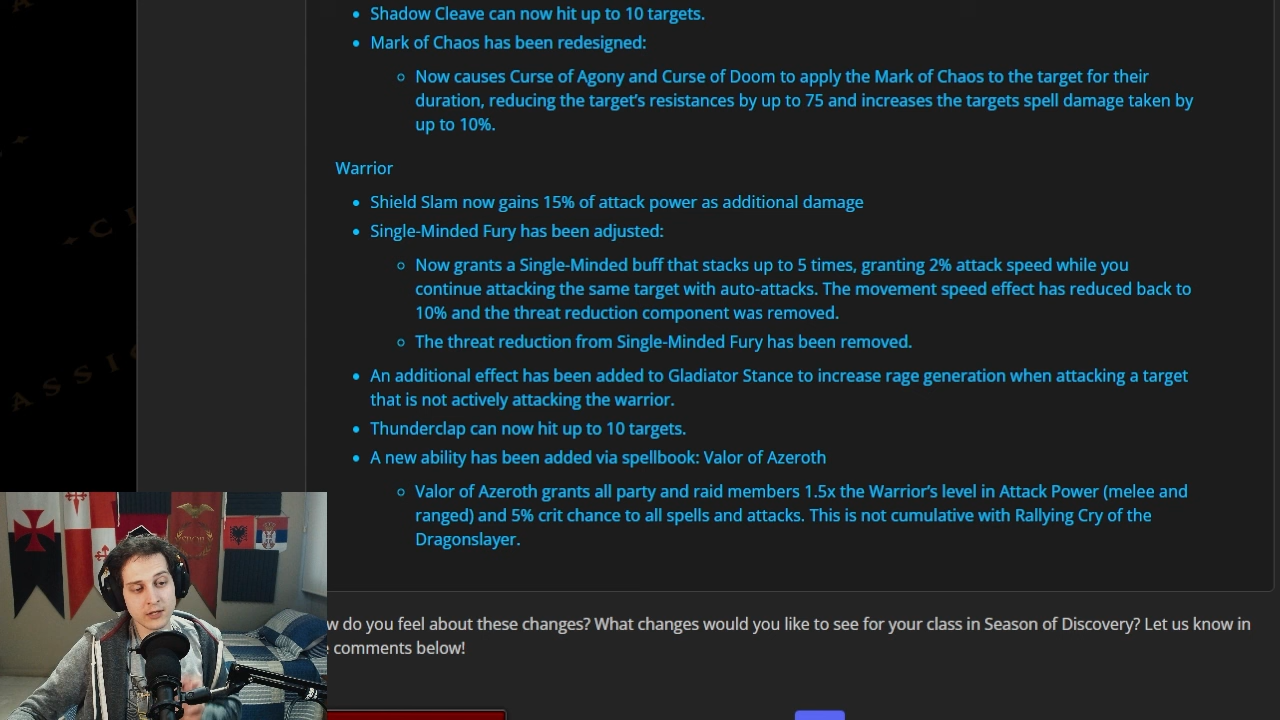 Shadow Cleave can now hit up to 10 targets.
Mark of Chaos has been redesigned:
Now causes Curse of Agony and Curse of Doom to apply the Mark of Chaos to the target for their
duration, reducing the target's resistances by up to 75 and increases the targets spell damage taken by
up to 10%.
Warrior
Shield Slam now gains 15% of attack power as additional damage
Single-Minded Fury has been adjusted:
Now grants a Single-Minded buff that stacks up to 5 times, granting 2% attack speed while you
continue attacking the same target with auto-attacks. The movement speed effect has reduced back to
10% and the threat reduction component was removed.
The threat reduction from Single-Minded Fury has been removed.
An additional effect has been added to Gladiator Stance to increase rage generation when attacking a target
that is not actively attacking the warrior.
Thunderclap can now hit up to 10 targets.
A new ability has been added via spellbook: Valor of Azeroth
Valor of Azeroth grants all party and raid members 1.5x the Warrior's level in Attack Power (melee and
ranged) and 5% crit chance to all spells and attacks. This is not cumulative with Rallying Cry of the
Dragonslayer.
w do you feel about these changes? What changes would you like to see for your class in Season of Discovery? Let us know in
comments below!